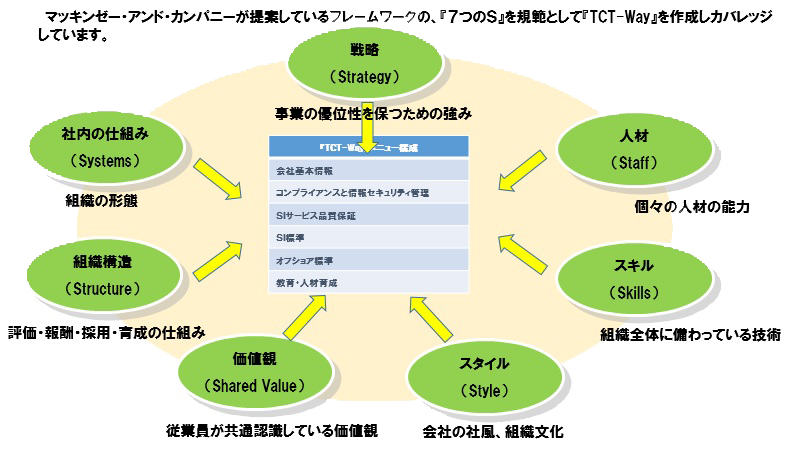 マッキンゼー・アンド・カンパニーが提案しているフレームワークの、『７つのS』を規範として『TCT-Way』を作成しカバレッジ
しています。
戦略
（Strategy）
事業の優位性を保つための強み
社内の仕組み
（Systems）
組織の形態
人材
（Staff）
個々の人材の能力
『TCT-Way』メニュー構成
会社基本情報
コンプライアンスと情報セキュリティ管理
SIサービス品質保証
SI標準
オフショア標準
教育・人材育成
組織構造
（Structure）
評価・報酬・採用・育成の仕組み
スキル
（Skills）
組織全体に備わっている技術
価値観
（Shared Value）
従業員が共通認識している価値観
スタイル
（Style）
会社の社風、組織文化